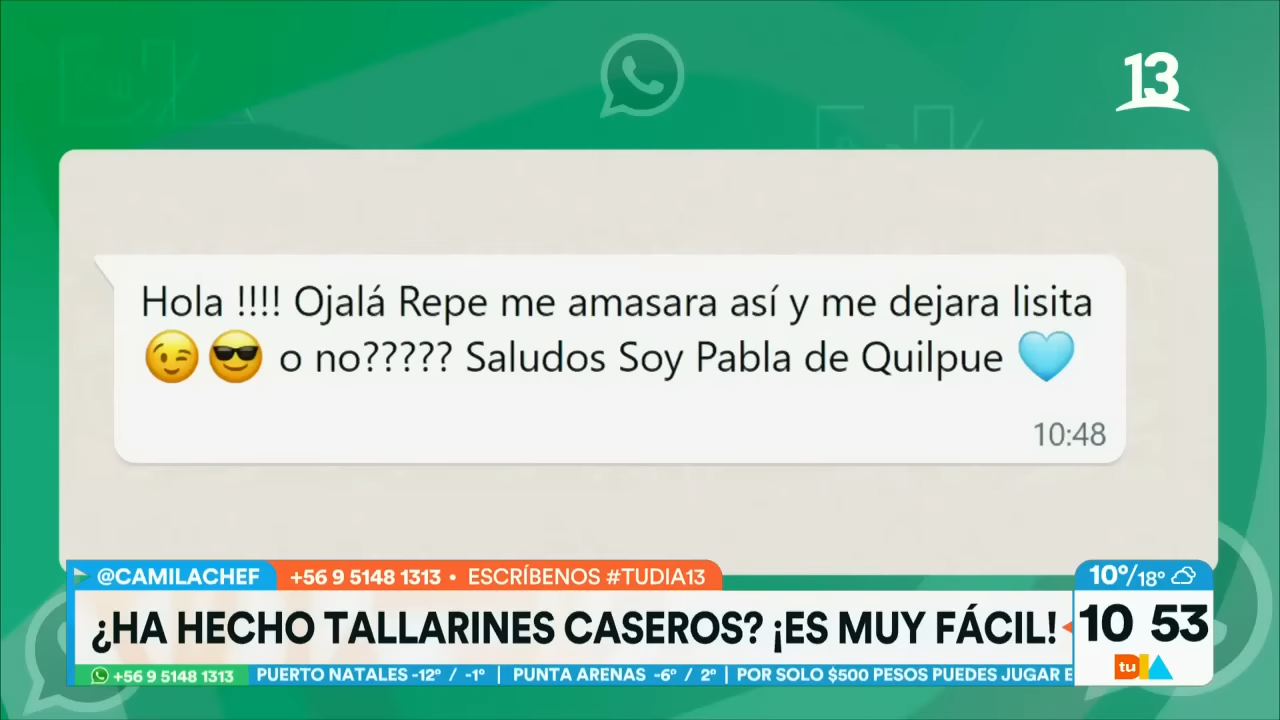 13
Hola !!!! Ojalá Repe me amasara así y me dejara lisita
😉😎 o no????? Saludos Soy Pabla de Quilpue 🩵
10:48
@CAMILACHEF
+56 9 5148 1313 • ESCRÍBENOS #TUDIA13
10°/18°
¿HA HECHO TALLARINES CASEROS? ¡ES MUY FÁCIL!
10 53
tu DIA
+56 9 5148 1313
PUERTO NATALES -12° / -1° | PUNTA ARENAS -6° / 2° | POR SOLO $500 PESOS PUEDES JUGAR E